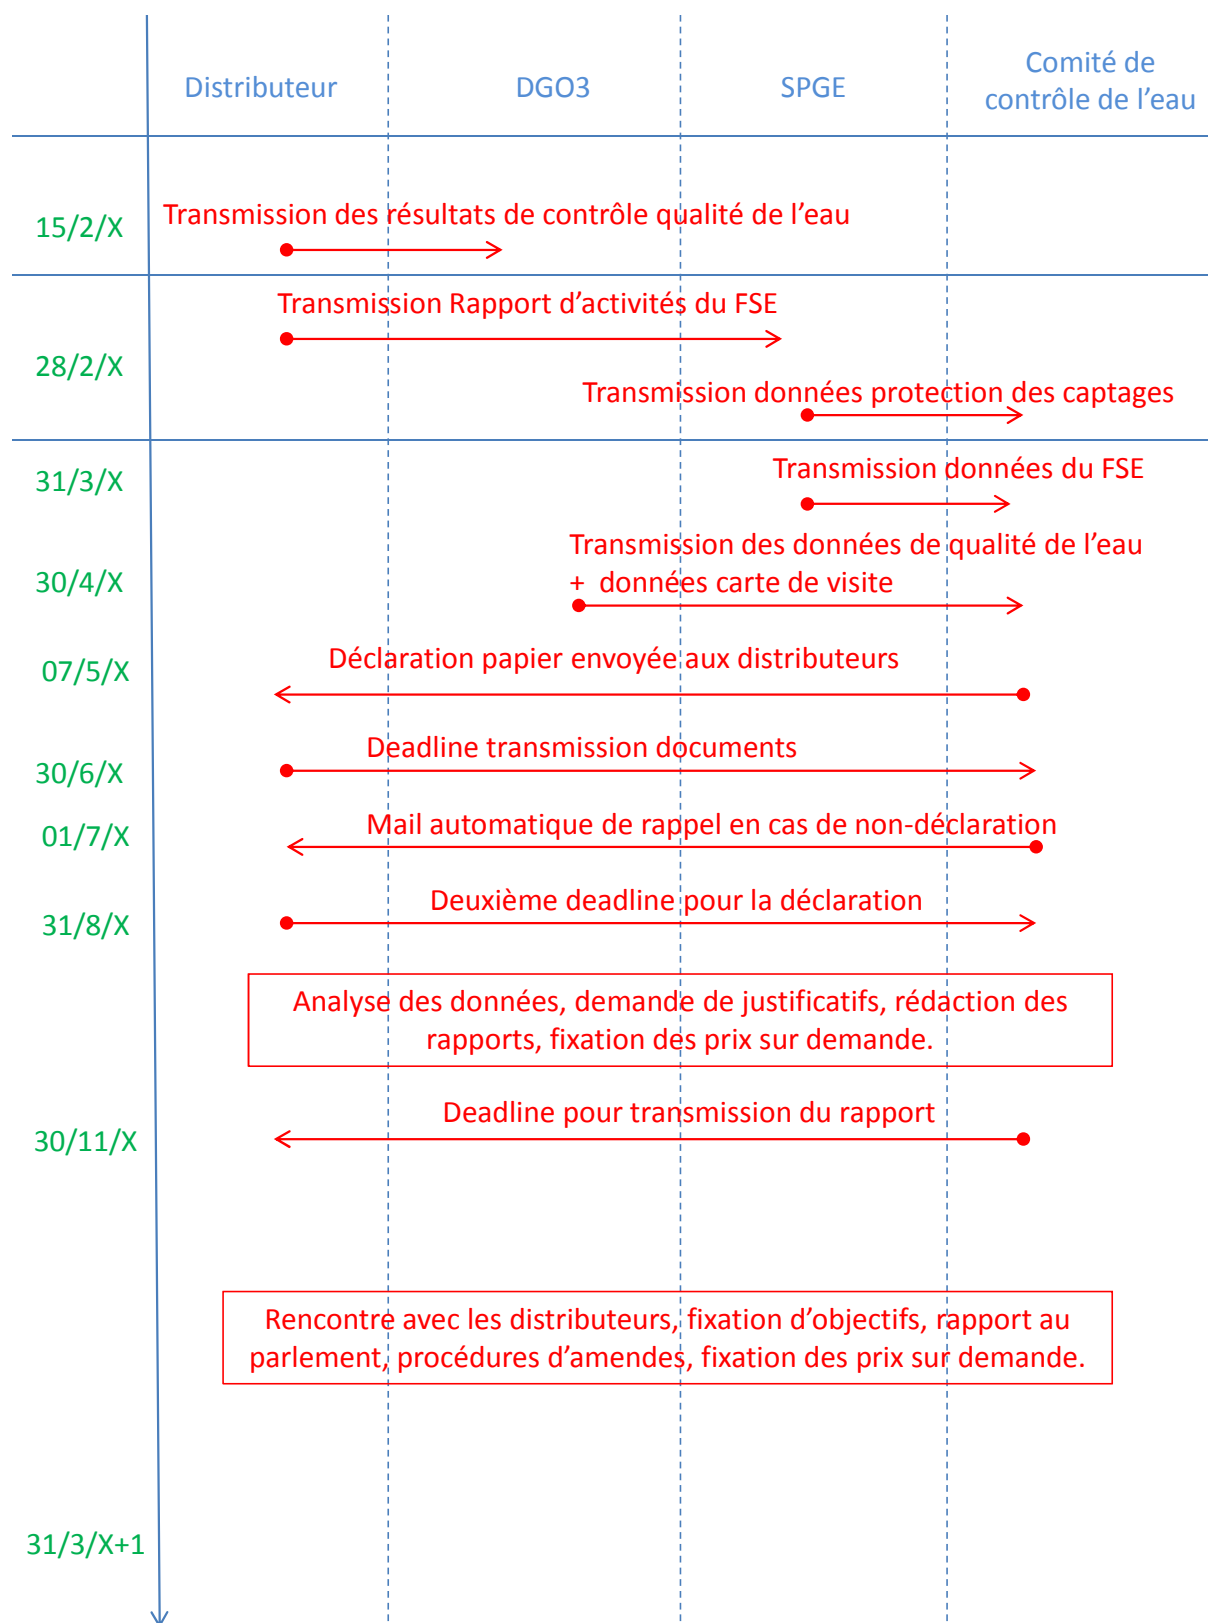 Distributeur
DGO3
SPGE
Comité de
contrôle de l’eau
15/2/X
Transmission des résultats de contrôle qualité de l’eau
28/2/X
Transmission Rapport d’activités du FSE
Transmission données protection des captages
31/3/X
Transmission données du FSE
30/4/X
Transmission des données de qualité de l’eau
+ données carte de visite
07/5/X
Déclaration papier envoyée aux distributeurs
30/6/X
Deadline transmission documents
01/7/X
Mail automatique de rappel en cas de non-déclaration
31/8/X
Deuxième deadline pour la déclaration
Analyse des données, demande de justificatifs, rédaction des
rapports, fixation des prix sur demande.
30/11/X
Deadline pour transmission du rapport
Rencontre avec les distributeurs, fixation d’objectifs, rapport au
parlement, procédures d’amendes, fixation des prix sur demande.
31/3/X+1